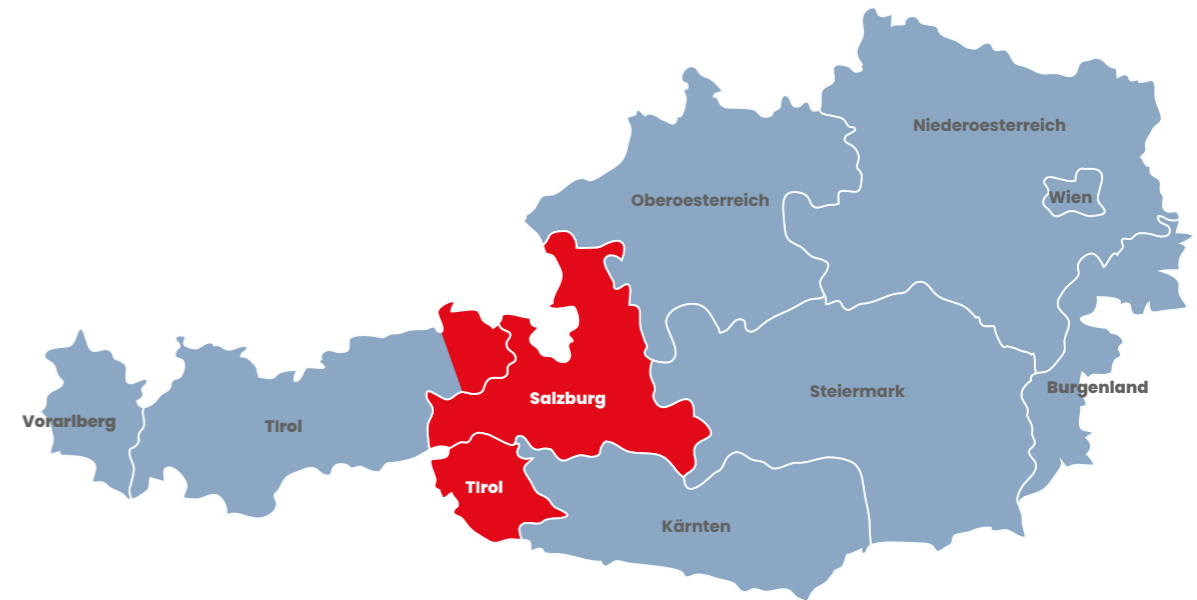 Niederoesterreich
Wien
Oberoesterreich
Steiermark
Burgenland
Salzburg
Vorarlberg
TIrol
TIrol
Kärnten